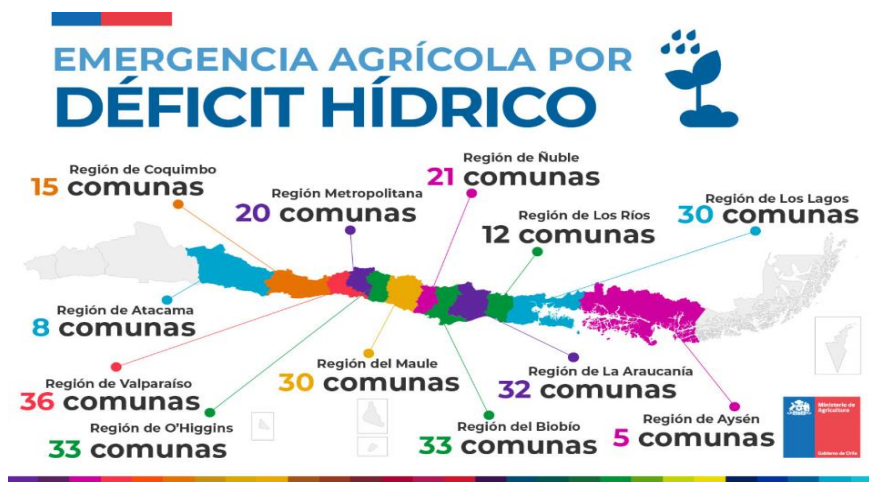 EMERGENCIA AGRÍCOLA POR
DÉFICIT HÍDRICO
Región de Coquimbo
15 comunas
Región Metropolitana
20 comunas
Región de Ñuble
21 comunas
Región de Los Ríos
12 comunas
Región de Los Lagos
30 comunas
Región de Atacama
8 comunas
Región de Valparaíso
36 comunas
Región de O'Higgins
33 comunas
Región del Maule
30 comunas
Región del Biobío
33 comunas
Región de La Araucanía
32 comunas
Región de Aysén
5 comunas
Ministerio de
Agricultura
Gobierno de Chile